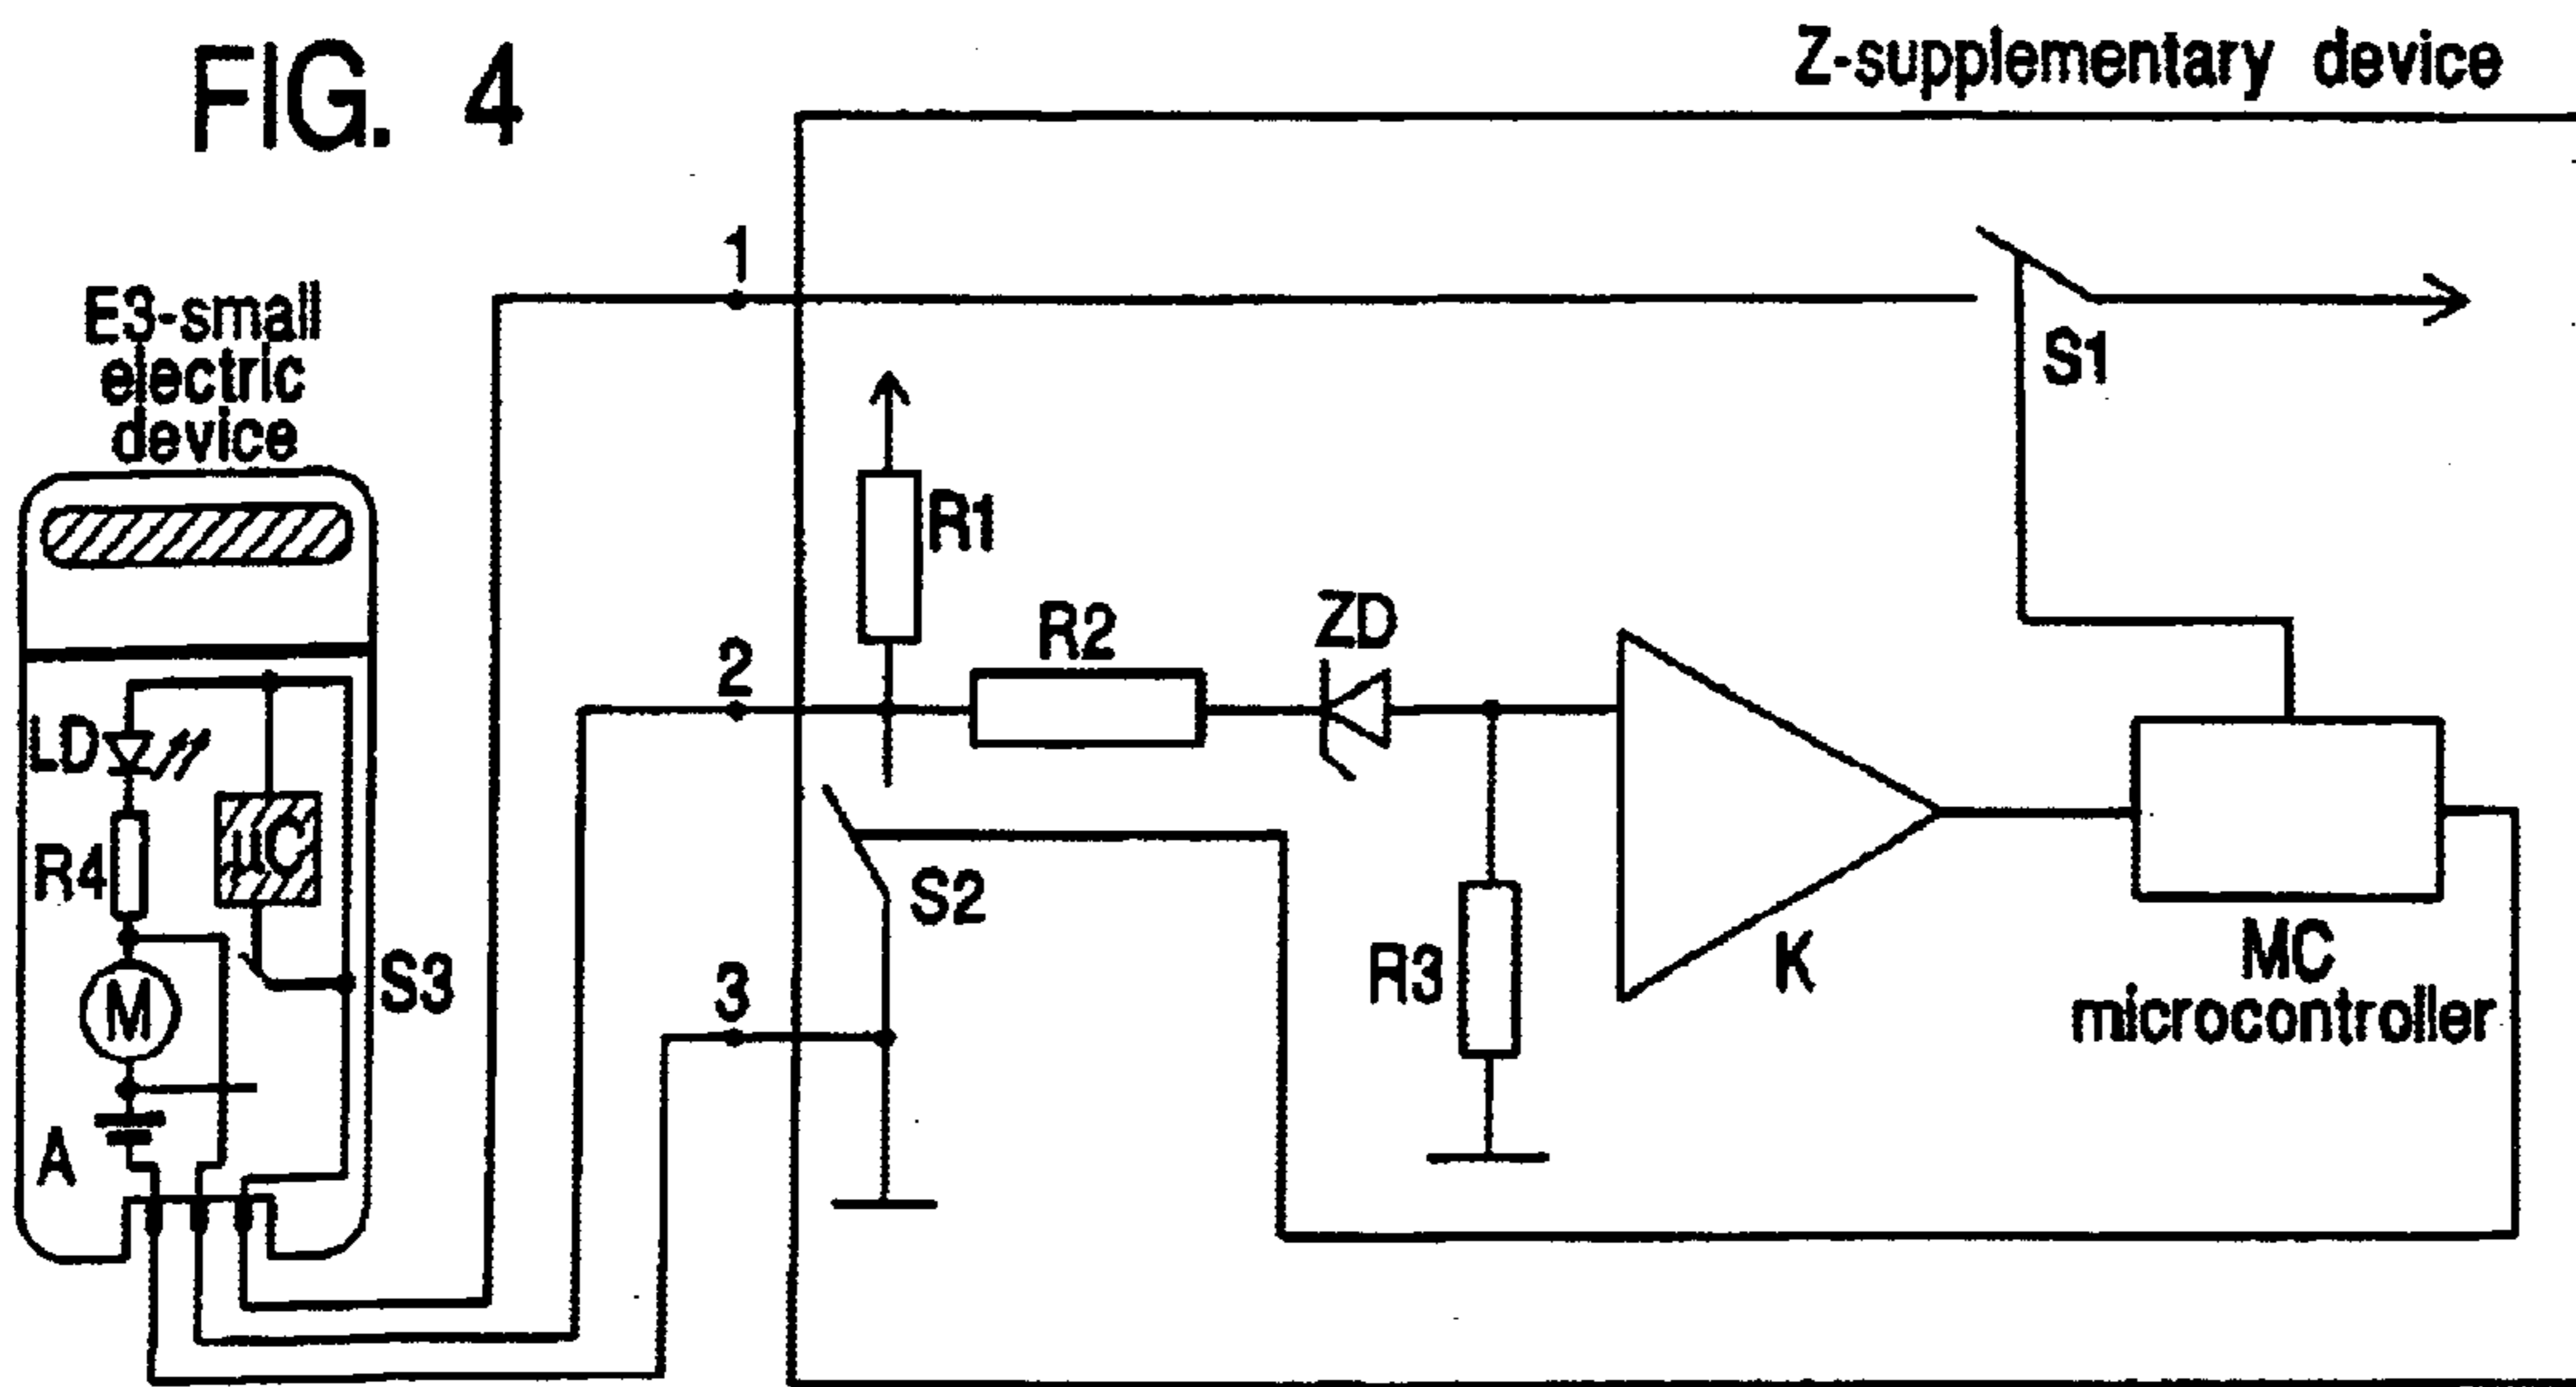 FIG. 4
Z-supplementary device
1
E3-small
electric
device
S1
R1
R2
ZD
2
LD
μC
R4
S2
K
MC
microcontroller
R3
S3
3
M
A